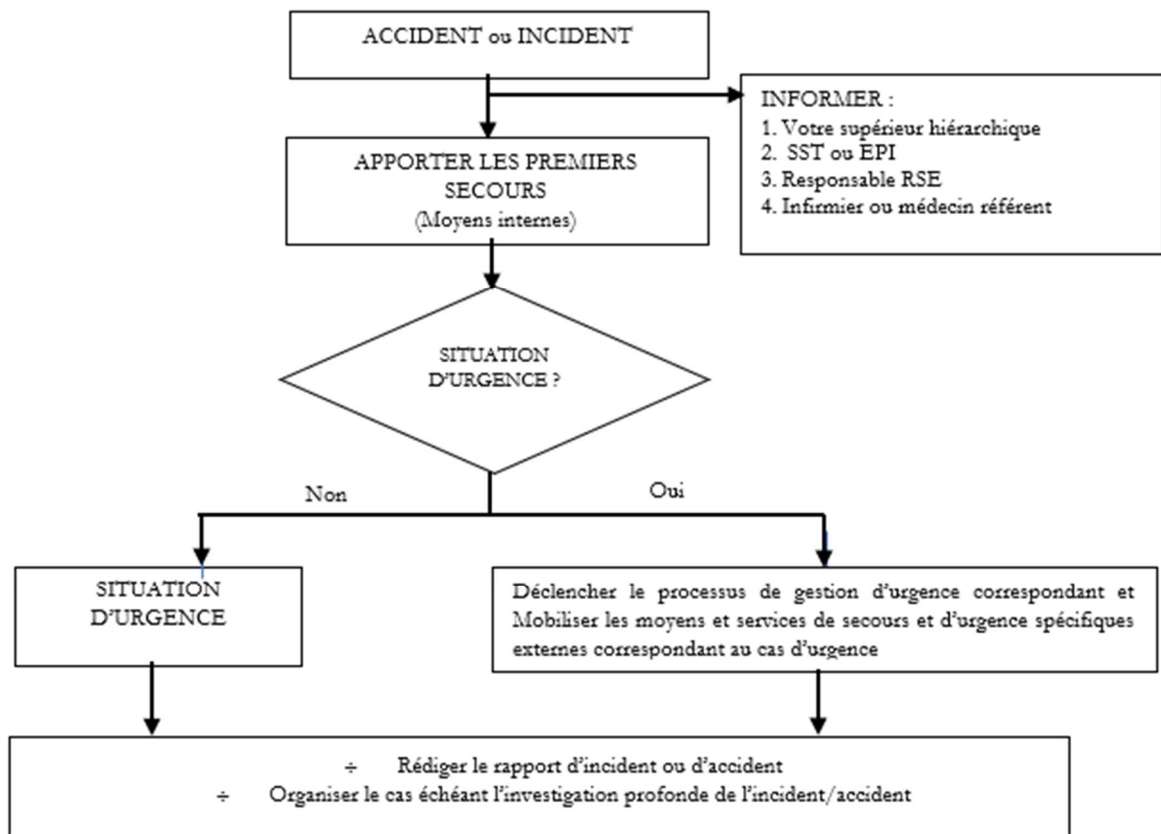 ACCIDENT ou INCIDENT
INFORMER :
1. Votre supérieur hiérarchique
2. SST ou EPI
3. Responsable RSE
4. Infirmier ou médecin référent
APPORTER LES PREMIERS
SECOURS
(Moyens internes)
SITUATION
D'URGENCE ?
Non
Oui
SITUATION
D'URGENCE
Déclencher le processus de gestion d'urgence correspondant et
Mobiliser les moyens et services de secours et d'urgence spécifiques
externes correspondant au cas d'urgence
÷ Rédiger le rapport d'incident ou d'accident
÷ Organiser le cas échéant l'investigation profonde de l'incident/accident